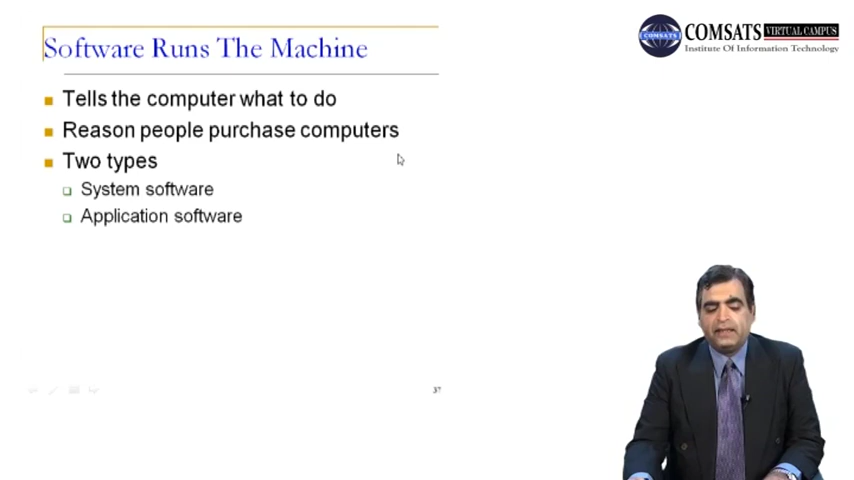 Software Runs The Machine
Tells the computer what to do
Reason people purchase computers
Two types
System software
Application software
37
COMSATS
COMSATS VIRTUAL CAMPUS
Institute Of Information Technology